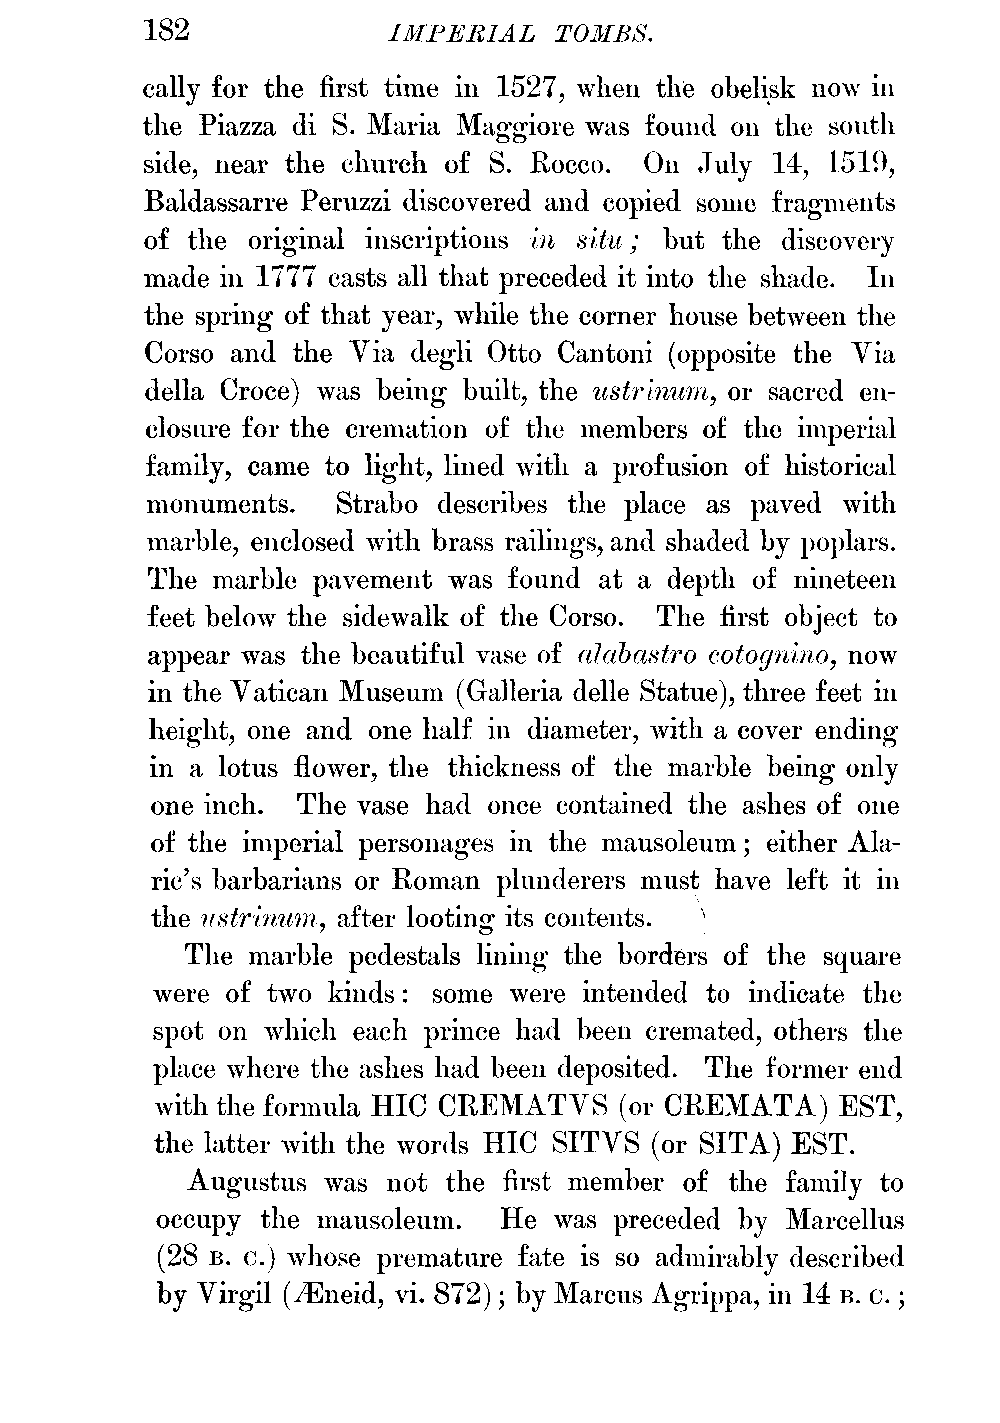 182 IMPERIAL TOMBS.
cally for the first time in 1527, when the obelisk now in
the Piazza di S. Maria Maggiore was found on the south
side, near the church of S. Rocco. On July 14, 1519,
Baldassarre Peruzzi discovered and copied some fragments
of the original inscriptions in situ; but the discovery
made in 1777 casts all that preceded it into the shade. In
the spring of that year, while the corner house between the
Corso and the Via degli Otto Cantoni (opposite the Via
della Croce) was being built, the ustrinum, or sacred en-
closure for the cremation of the members of the imperial
family, came to light, lined with a profusion of historical
monuments. Strabo describes the place as paved with
marble, enclosed with brass railings, and shaded by poplars.
The marble pavement was found at a depth of nineteen
feet below the sidewalk of the Corso. The first object to
appear was the beautiful vase of alabastro cotognino, now
in the Vatican Museum (Galleria delle Statue), three feet in
height, one and one half in diameter, with a cover ending
in a lotus flower, the thickness of the marble being only
one inch. The vase had once contained the ashes of one
of the imperial personages in the mausoleum; either Ala-
ric's barbarians or Roman plunderers must have left it in
the ustrinum, after looting its contents.
The marble pedestals lining the borders of the square
were of two kinds: some were intended to indicate the
spot on which each prince had been cremated, others the
place where the ashes had been deposited. The former end
with the formula HIC CREMATVS (or CREMATA) EST,
the latter with the words HIC SITVS (or SITA) EST.
Augustus was not the first member of the family to
occupy the mausoleum. He was preceded by Marcellus
(28 B. C.) whose premature fate is so admirably described
by Virgil (Æneid, vi. 872); by Marcus Agrippa, in 14 B. C.;